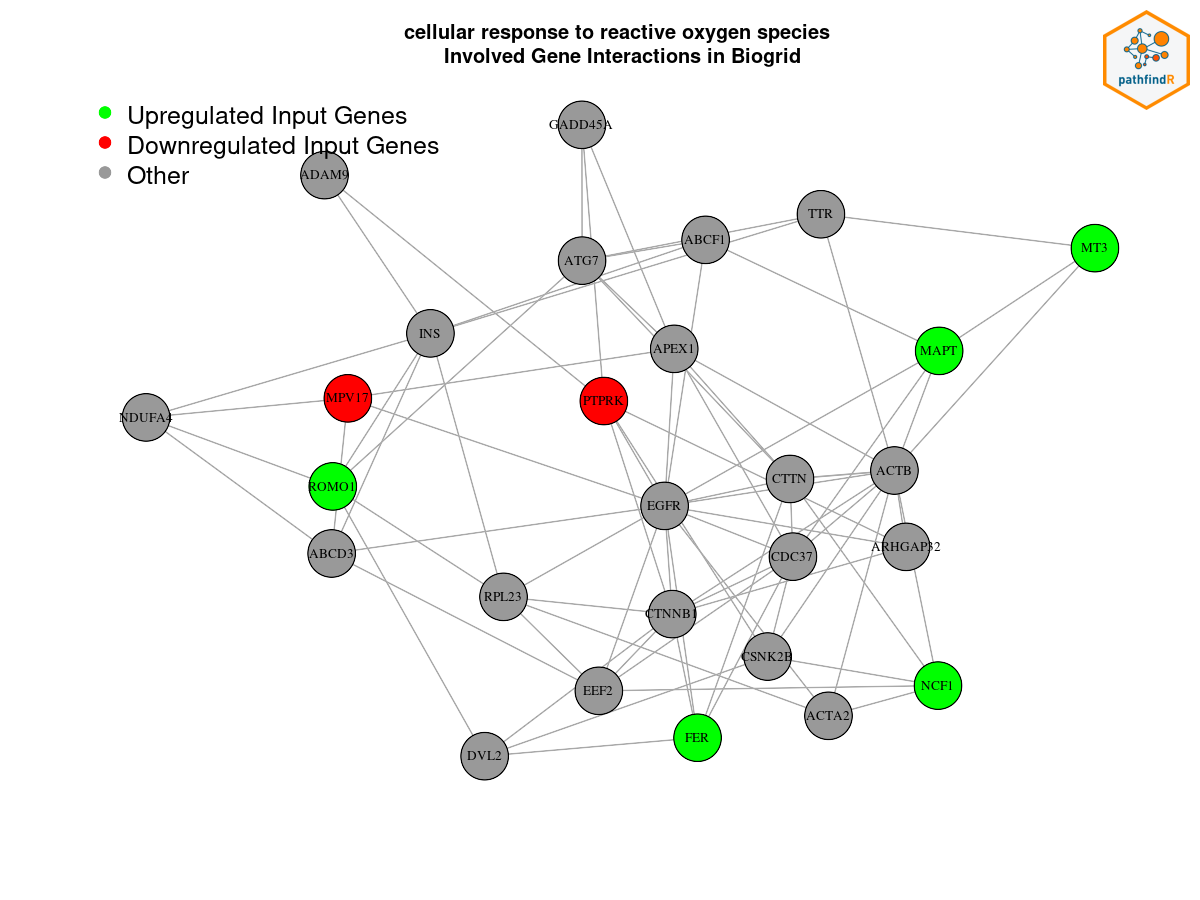 cellular response to reactive oxygen species
Involved Gene Interactions in Biogrid
pathfindR
Upregulated Input Genes
Downregulated Input Genes
Other
GADD45A
ADAM9
TTR
ABCF1
MT3
ATG7
INS
APEX1
MAPT
MPV17
PTPRK
NDUFA4
CTTN
ACTB
ROMO1
EGFR
ABCD3
CDC37
ARHGAP32
RPL23
CTNNB1
CSNK2B
EEF2
NCF1
ACTA2
FER
DVL2